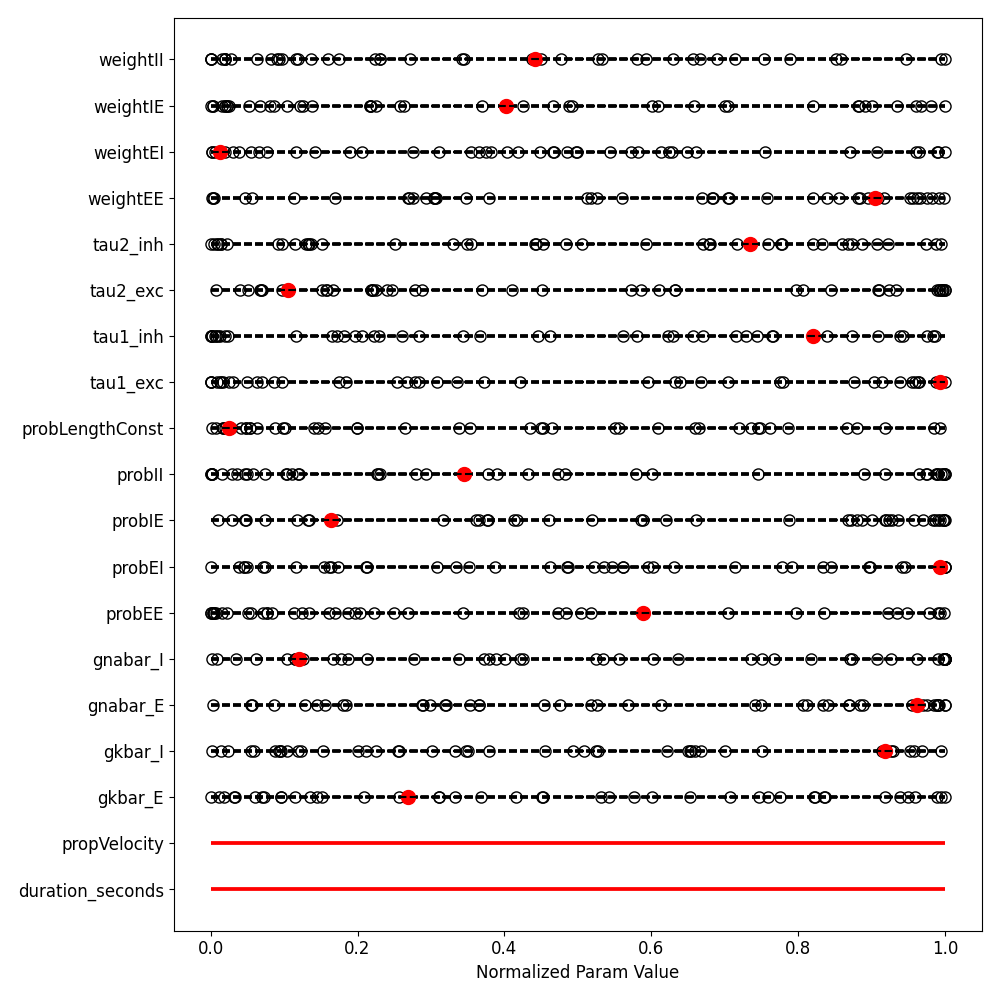 weightII
weightIE
weightEI
weightEE
tau2_inh
tau2_exc
tau1_inh
tau1_exc
probLengthConst
probII
probIE
probEI
probEE
gnabar_I
gnabar_E
gkbar_I
gkbar_E
propVelocity
duration_seconds
0.0 0.2 0.4 0.6 0.8 1.0
Normalized Param Value